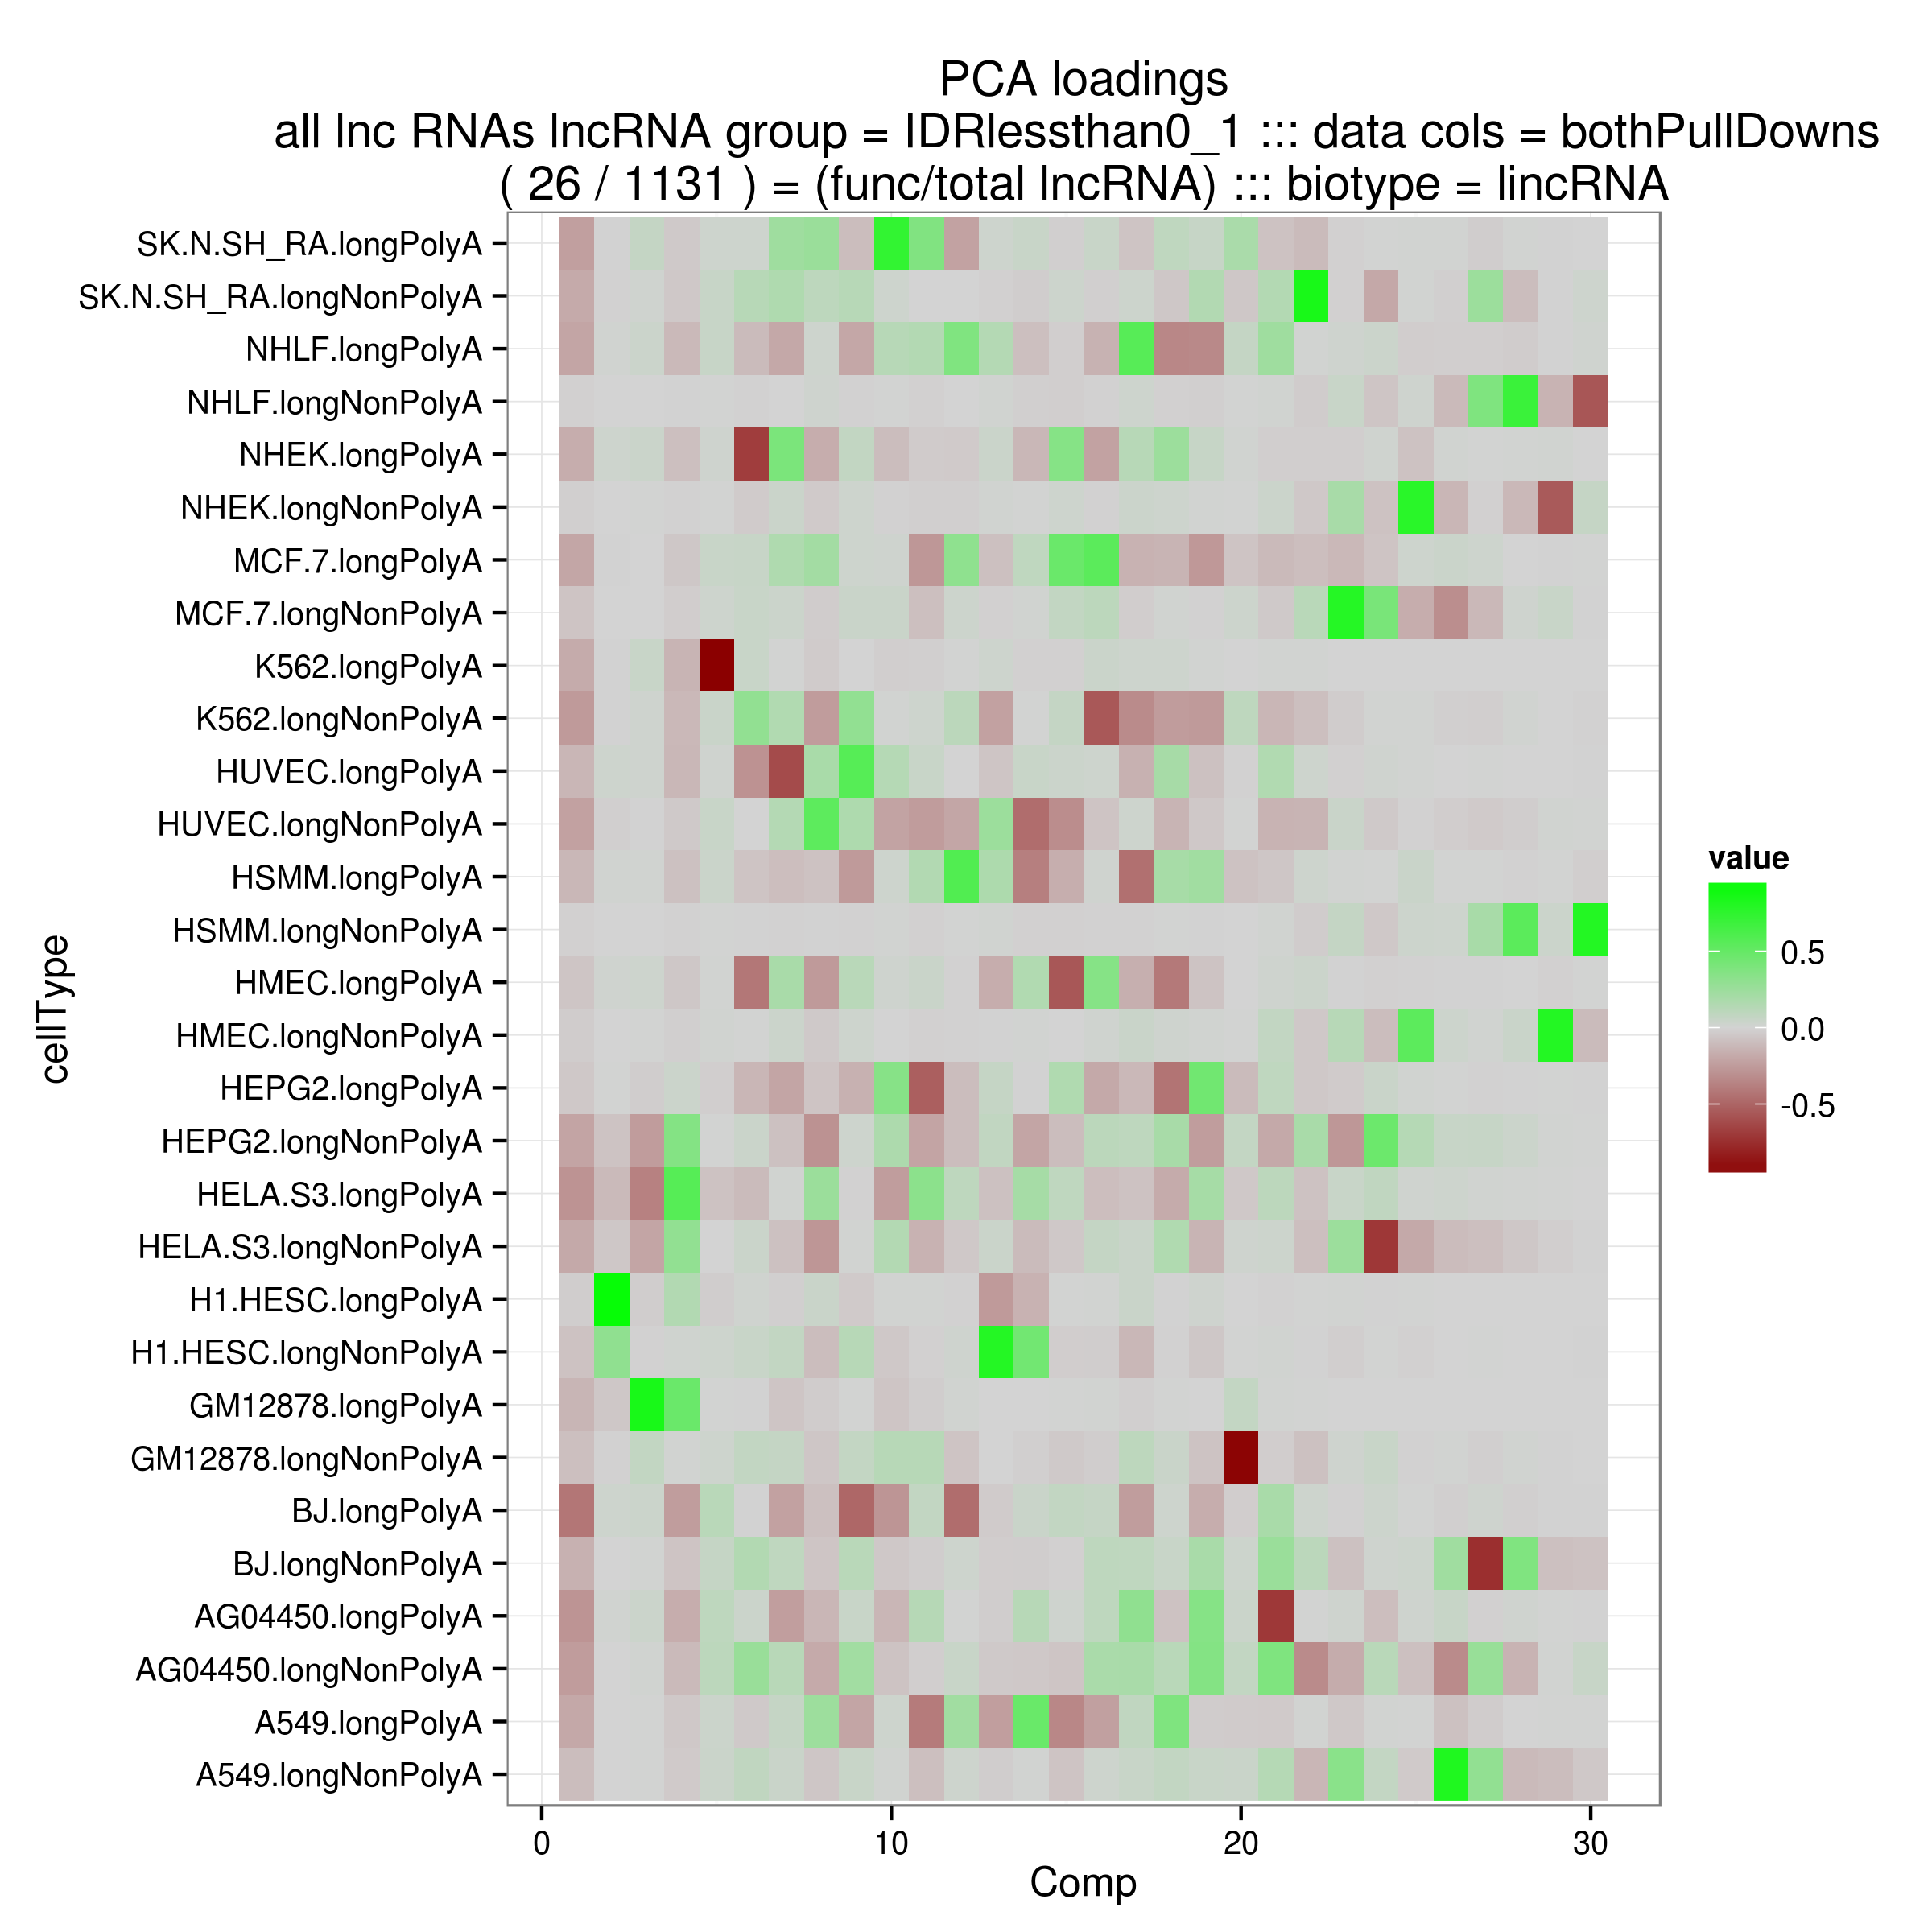 PCA loadings
all lnc RNAs lncRNA group = IDRlessthan0_1 ::: data cols = bothPullDowns
( 26 / 1131 ) = (func/total lncRNA) ::: biotype = lincRNA
SK.N.SH_RA.longPolyA
SK.N.SH_RA.longNonPolyA
NHLF.longPolyA
NHLF.longNonPolyA
NHEK.longPolyA
NHEK.longNonPolyA
MCF.7.longPolyA
MCF.7.longNonPolyA
K562.longPolyA
K562.longNonPolyA
HUVEC.longPolyA
HUVEC.longNonPolyA
HSMM.longPolyA
HSMM.longNonPolyA
HMEC.longPolyA
HMEC.longNonPolyA
HEPG2.longPolyA
HEPG2.longNonPolyA
HELA.S3.longPolyA
HELA.S3.longNonPolyA
H1.HESC.longPolyA
H1.HESC.longNonPolyA
GM12878.longPolyA
GM12878.longNonPolyA
BJ.longPolyA
BJ.longNonPolyA
AG04450.longPolyA
AG04450.longNonPolyA
A549.longPolyA
A549.longNonPolyA
cellType
0 10 20 30
Comp
value
0.5
0.0
-0.5